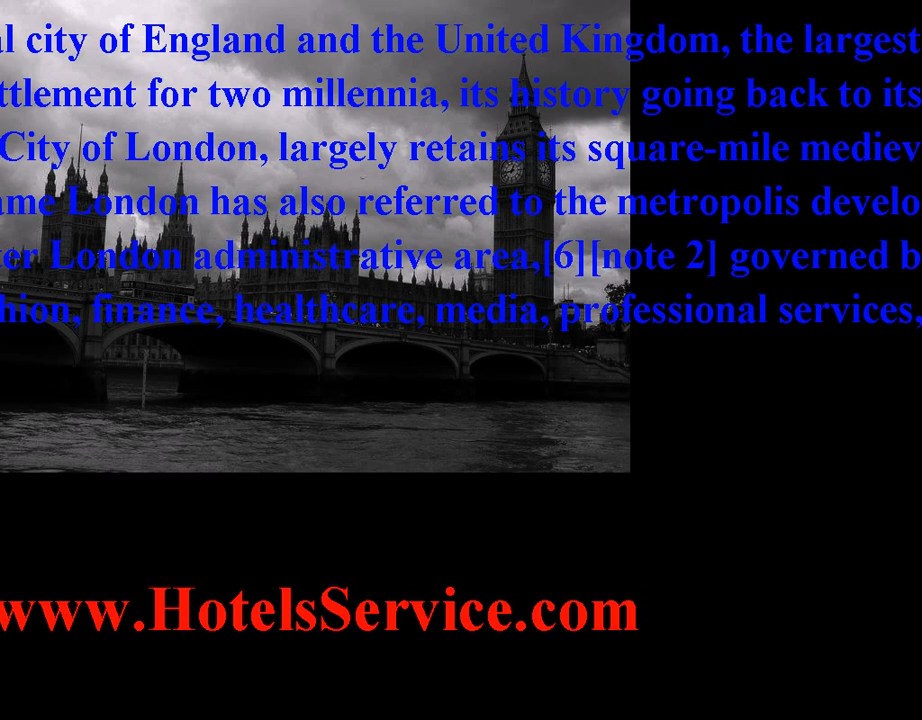 al city of England and the United Kingdom, the largest
ttlement for two millennia, its history going back to its
City of London, largely retains its square-mile mediev
ame London has also referred to the metropolis develo
ter London administrative area,[6][note 2] governed b
hion, finance, healthcare, media, professional services,
www.HotelsService.com